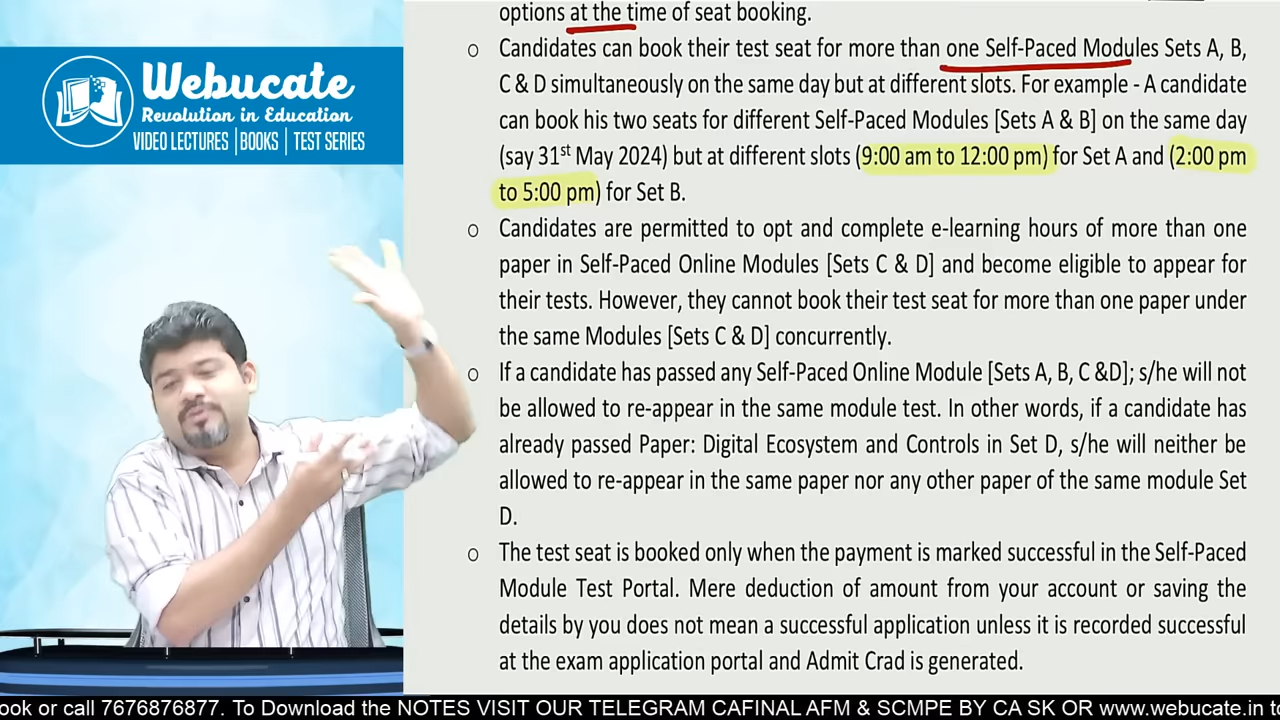 options at the time of seat booking.
o Candidates can book their test seat for more than one Self-Paced Modules Sets A, B,
C & D simultaneously on the same day but at different slots. For example - A candidate
can book his two seats for different Self-Paced Modules [Sets A & B] on the same day
(say 31st May 2024) but at different slots (9:00 am to 12:00 pm) for Set A and (2:00 pm
to 5:00 pm) for Set B.
o Candidates are permitted to opt and complete e-learning hours of more than one
paper in Self-Paced Online Modules [Sets C & D] and become eligible to appear for
their tests. However, they cannot book their test seat for more than one paper under
the same Modules [Sets C & D] concurrently.
o If a candidate has passed any Self-Paced Online Module [Sets A, B, C &D]; s/he will not
be allowed to re-appear in the same module test. In other words, if a candidate has
already passed Paper: Digital Ecosystem and Controls in Set D, s/he will neither be
allowed to re-appear in the same paper nor any other paper of the same module Set
D.
o The test seat is booked only when the payment is marked successful in the Self-Paced
Module Test Portal. Mere deduction of amount from your account or saving the
details by you does not mean a successful application unless it is recorded successful
at the exam application portal and Admit Crad is generated.
Webucate
Revolution in Education
VIDEO LECTURES | BOOKS | TEST SERIES
ook or call 7676876877. To Download the NOTES VISIT OUR TELEGRAM CAFINAL AFM & SCMPE BY CA SK OR www.webucate.in to